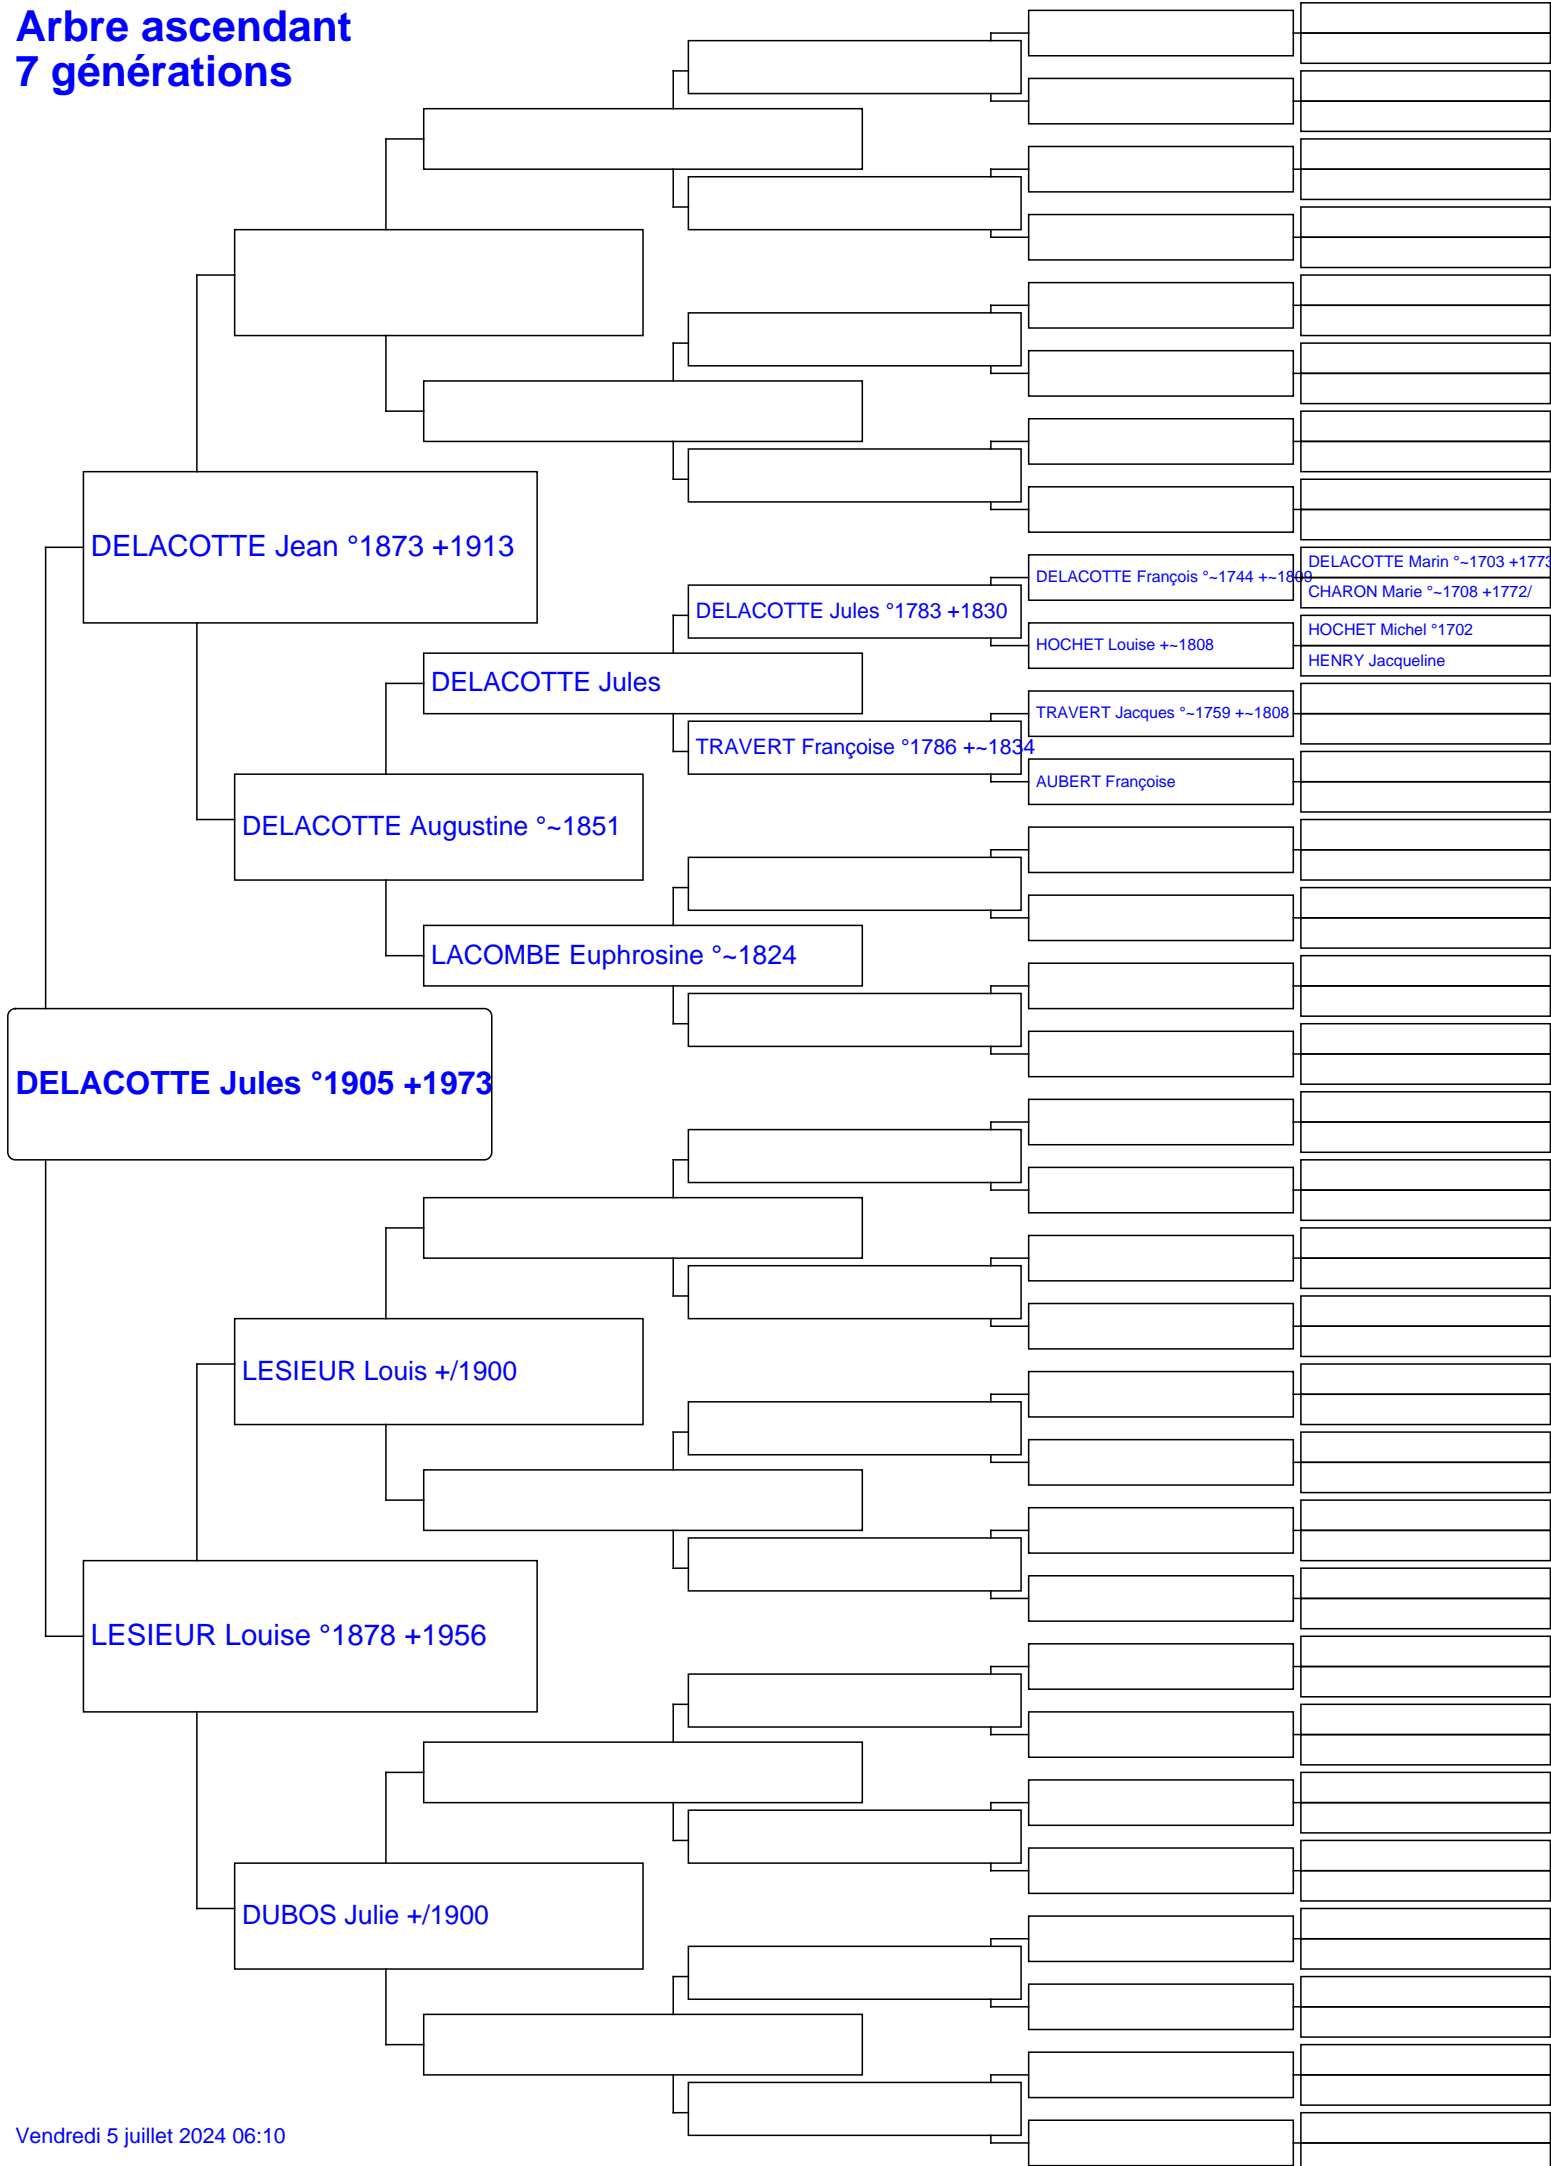 Arbre ascendant
7 générations
DELACOTTE Marin °~1703 +1773
DELACOTTE Jean °1873 +1913
DELACOTTE François °~1744 +~1809
CHARON Marie °~1708 +1772/
DELACOTTE Jules °1783 +1830
HOCHET Michel °1702
HOCHET Louise +~1808
HENRY Jacqueline
DELACOTTE Jules
TRAVERT Jacques °~1759 +~1808
TRAVERT Françoise °1786 +~1834
AUBERT Françoise
DELACOTTE Augustine °~1851
LACOMBE Euphrosine °~1824
DELACOTTE Jules °1905 +1973
LESIEUR Louis +/1900
LESIEUR Louise °1878 +1956
DUBOS Julie +/1900
Vendredi 5 juillet 2024 06:10